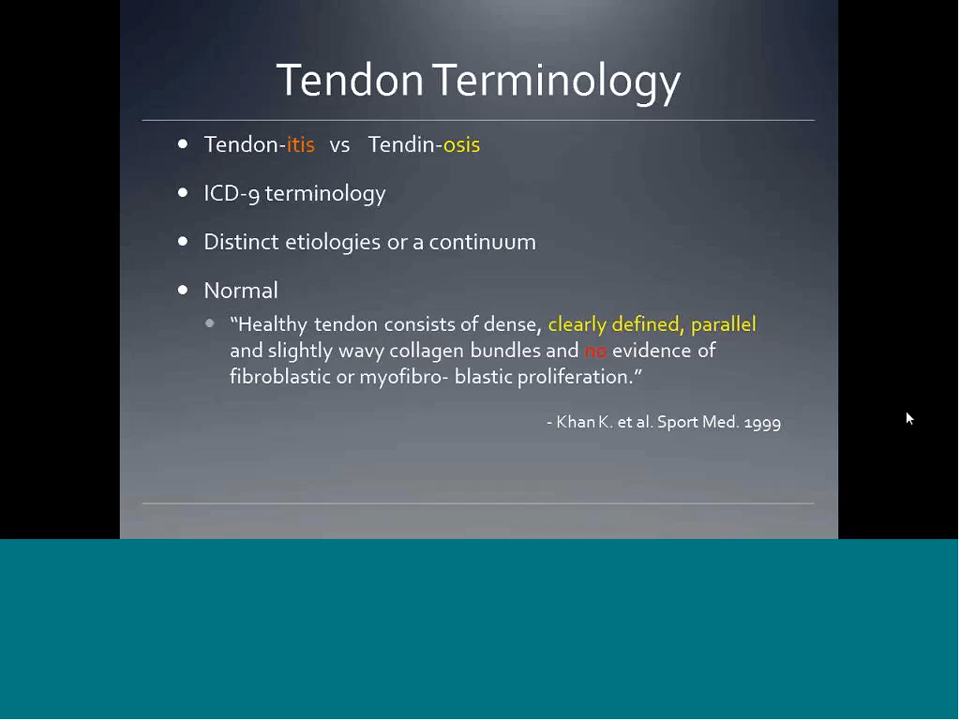 Tendon Terminology
Tendon-itis vs Tendin-osis
ICD-9 terminology
Distinct etiologies or a continuum
Normal
“Healthy tendon consists of dense, clearly defined, parallel
and slightly wavy collagen bundles and no evidence of
fibroblastic or myofibro- blastic proliferation.”
- Khan K. et al. Sport Med. 1999